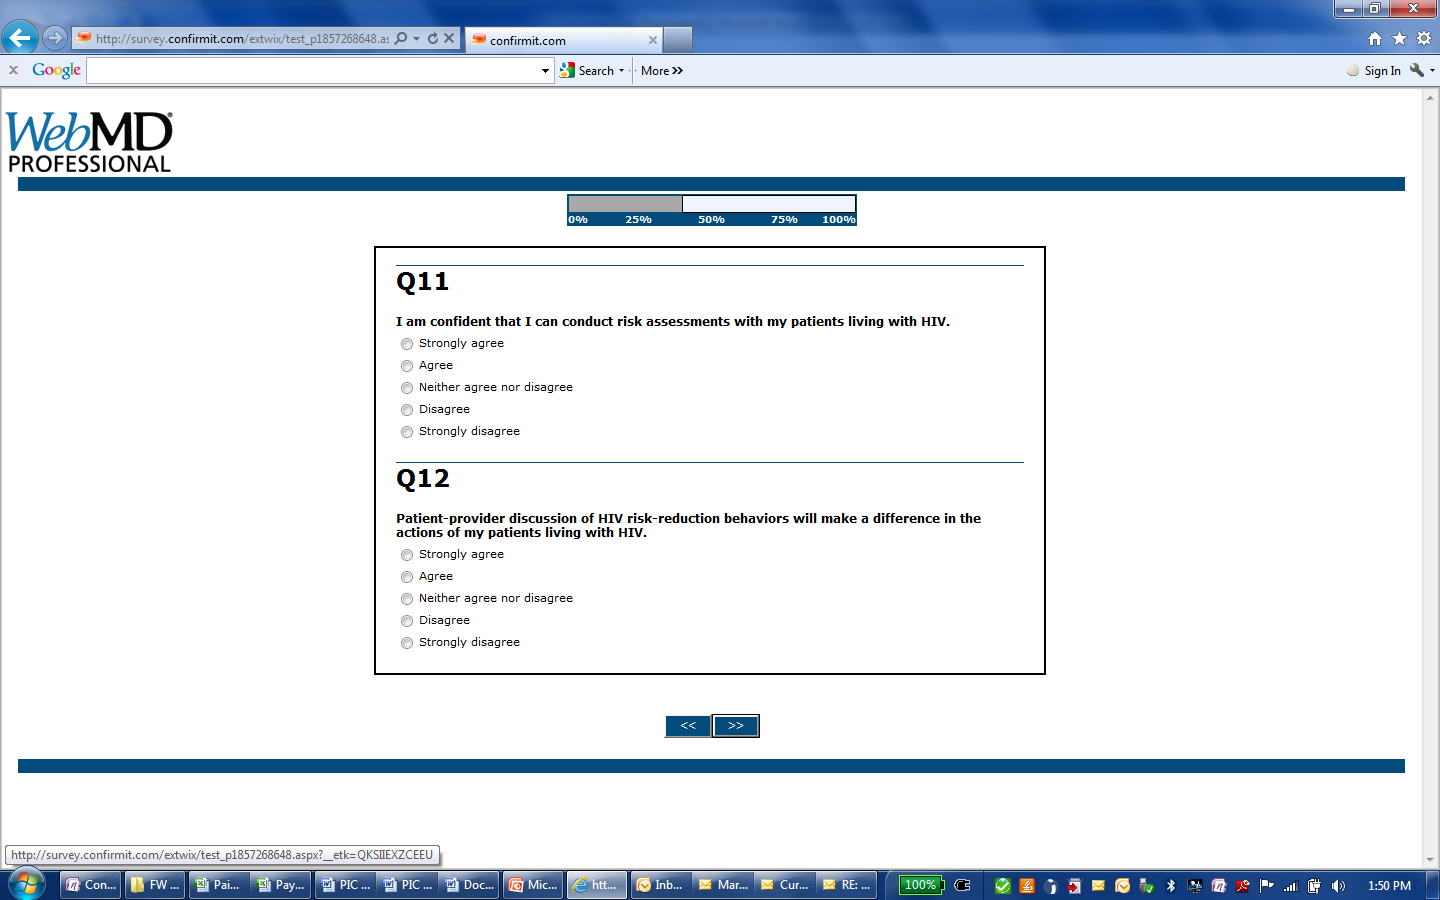 http://survey.confirmit.com/extwix/test_p1857268648.as
confirmit.com
x Google
Search
More »
Sign In
WebMD
PROFESSIONAL
0% 25% 50% 75% 100%
Q11
I am confident that I can conduct risk assessments with my patients living with HIV.
Strongly agree
Agree
Neither agree nor disagree
Disagree
Strongly disagree
Q12
Patient-provider discussion of HIV risk-reduction behaviors will make a difference in the
actions of my patients living with HIV.
Strongly agree
Agree
Neither agree nor disagree
Disagree
Strongly disagree
<< >>
http://survey.confirmit.com/extwix/test_p1857268648.aspx?__etk=QKSIIEXZCEEU
Con... FW ... Pai... Pay... PIC ... PIC ... Doc... Mic... htt... Inb... Mar... Cur... RE: ... 100% 1:50 PM